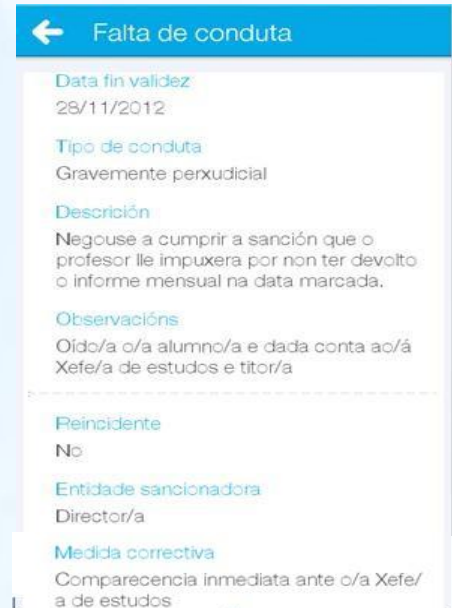 Falta de conduta
Data fin validez
28/11/2012
Tipo de conduta
Gravemente perxudicial
Descrición
Negouse a cumprir a sanción que o
profesor lle impuxera por non ter devolto
o informe mensual na data marcada.
Observacións
Oído/a o/a alumno/a e dada conta ao/á
Xefe/a de estudos e titor/a
Reincidente
No
Entidade sancionadora
Director/a
Medida correctiva
Comparecencia inmediata ante o/a Xefe/
a de estudos